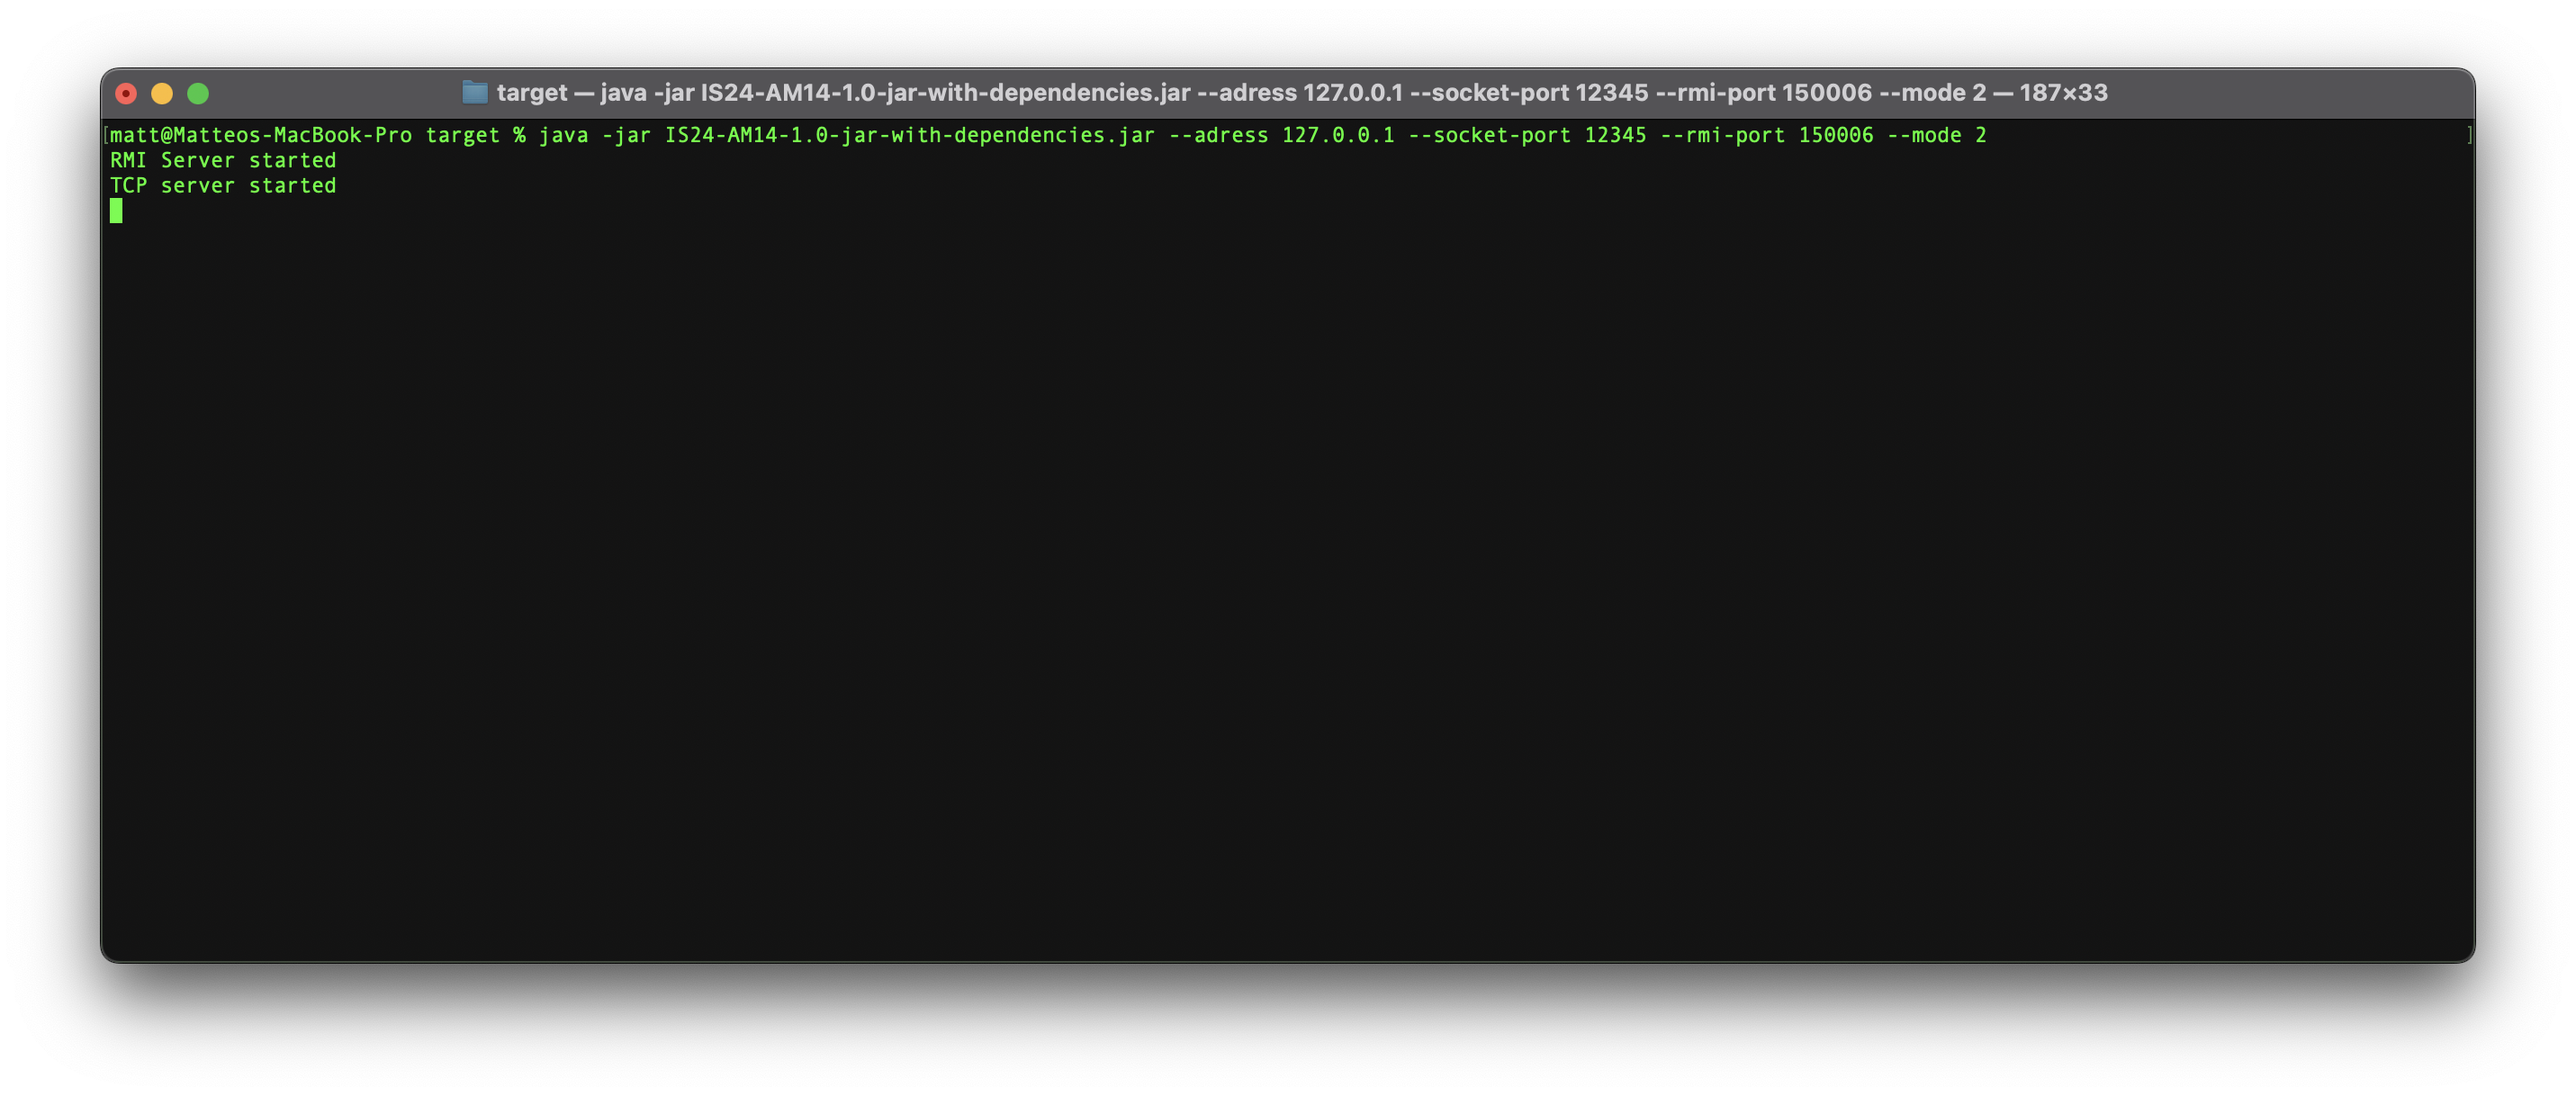 target — java -jar IS24-AM14-1.0-jar-with-dependencies.jar --adress 127.0.0.1 --socket-port 12345 --rmi-port 150006 --mode 2 — 187×33
[matt@Matteos-MacBook-Pro target % java -jar IS24-AM14-1.0-jar-with-dependencies.jar --adress 127.0.0.1 --socket-port 12345 --rmi-port 150006 --mode 2 ]
RMI Server started
TCP server started